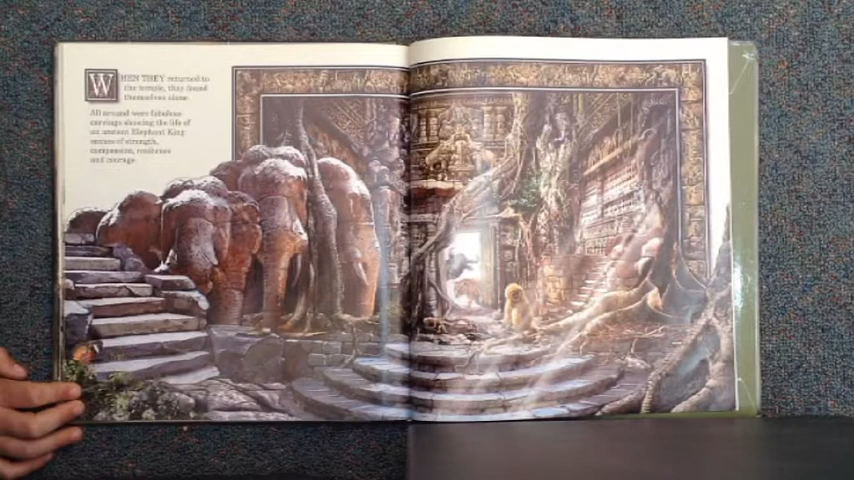 WHEN THEY returned to
the temple, they found
themselves alone.
All around were fabulous
carvings showing the life of
an ancient Elephant King:
scenes of strength,
compassion, resilience
and courage.